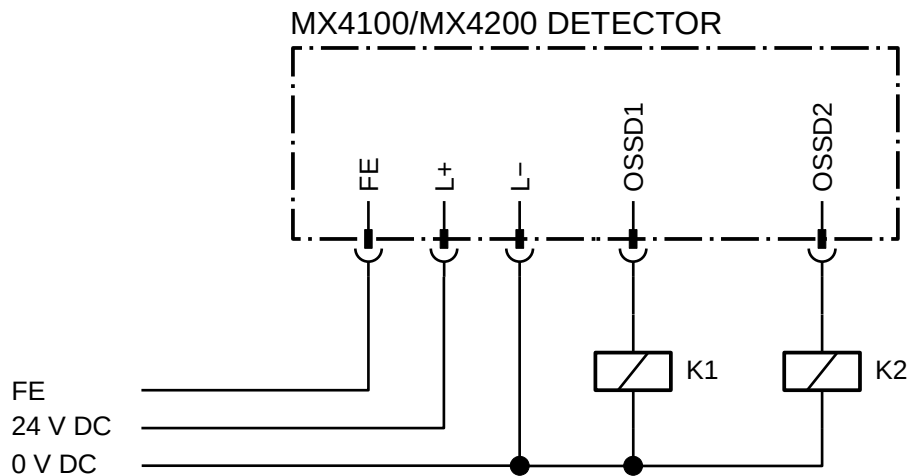 MX4100/MX4200 DETECTOR
FE
L+
L−
OSSD1
OSSD2
K1
K2
FE
24 V DC
0 V DC